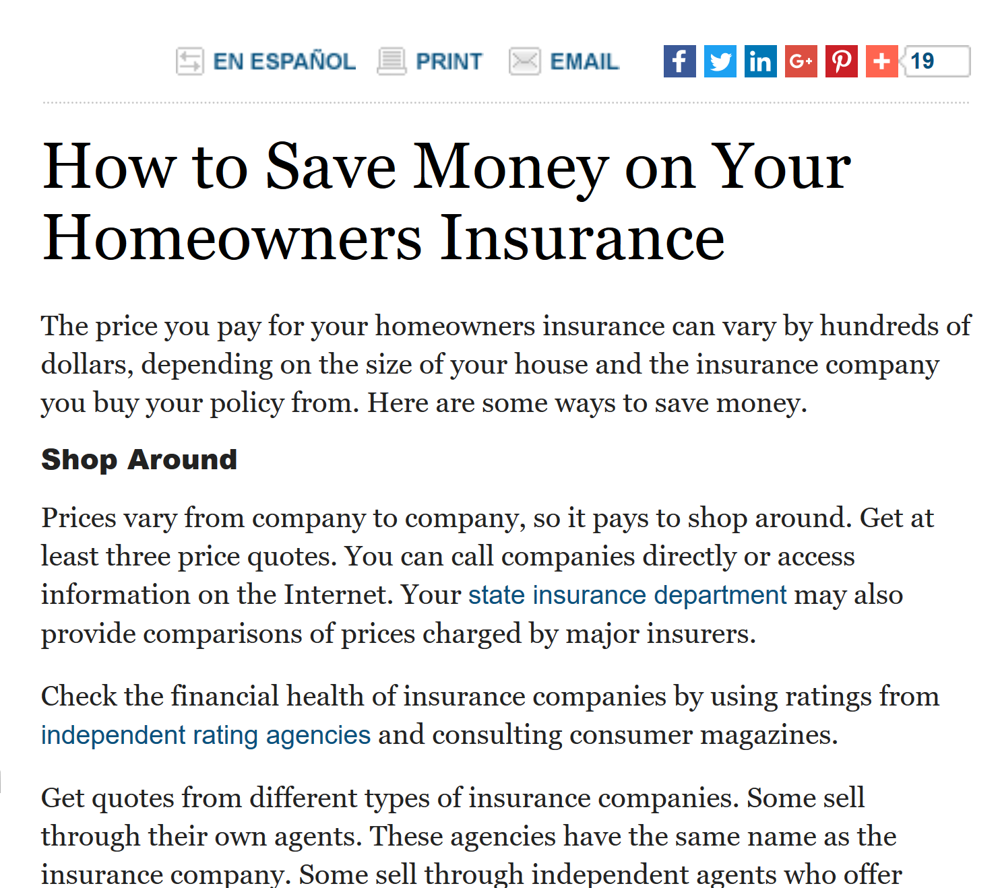 EN ESPAÑOL PRINT EMAIL f in G+ 19
How to Save Money on Your
Homeowners Insurance
The price you pay for your homeowners insurance can vary by hundreds of
dollars, depending on the size of your house and the insurance company
you buy your policy from. Here are some ways to save money.
Shop Around
Prices vary from company to company, so it pays to shop around. Get at
least three price quotes. You can call companies directly or access
information on the Internet. Your state insurance department may also
provide comparisons of prices charged by major insurers.
Check the financial health of insurance companies by using ratings from
independent rating agencies and consulting consumer magazines.
Get quotes from different types of insurance companies. Some sell
through their own agents. These agencies have the same name as the
insurance company. Some sell through independent agents who offer